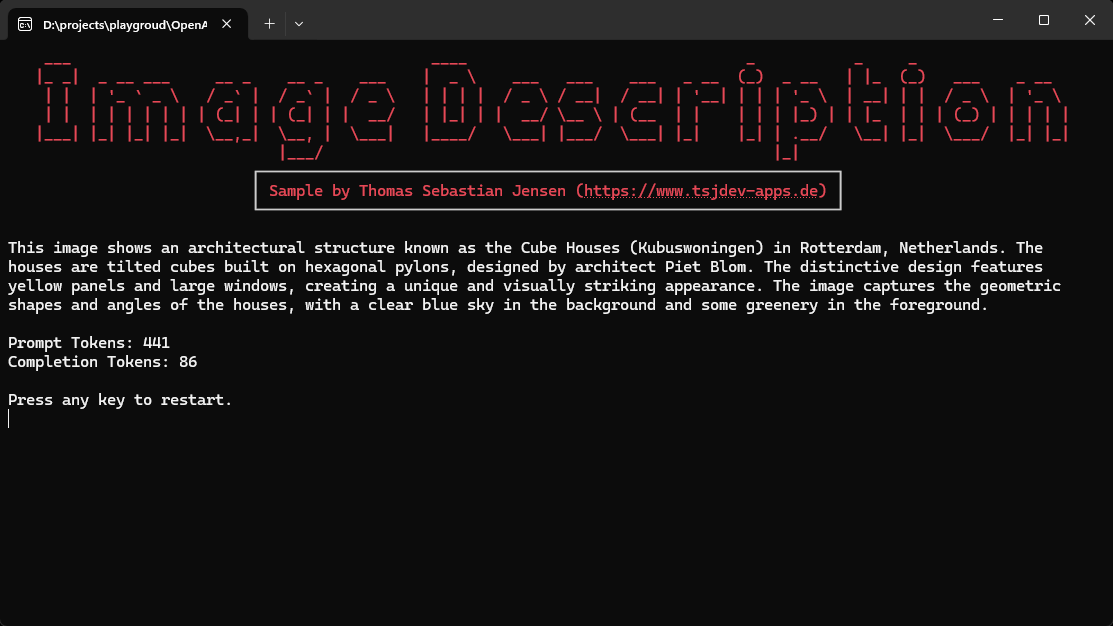 D:\projects\playgroud\OpenA
Image Description
Sample by Thomas Sebastian Jensen (https://www.tsjdev-apps.de)
This image shows an architectural structure known as the Cube Houses (Kubuswoningen) in Rotterdam, Netherlands. The
houses are tilted cubes built on hexagonal pylons, designed by architect Piet Blom. The distinctive design features
yellow panels and large windows, creating a unique and visually striking appearance. The image captures the geometric
shapes and angles of the houses, with a clear blue sky in the background and some greenery in the foreground.
Prompt Tokens: 441
Completion Tokens: 86
Press any key to restart.